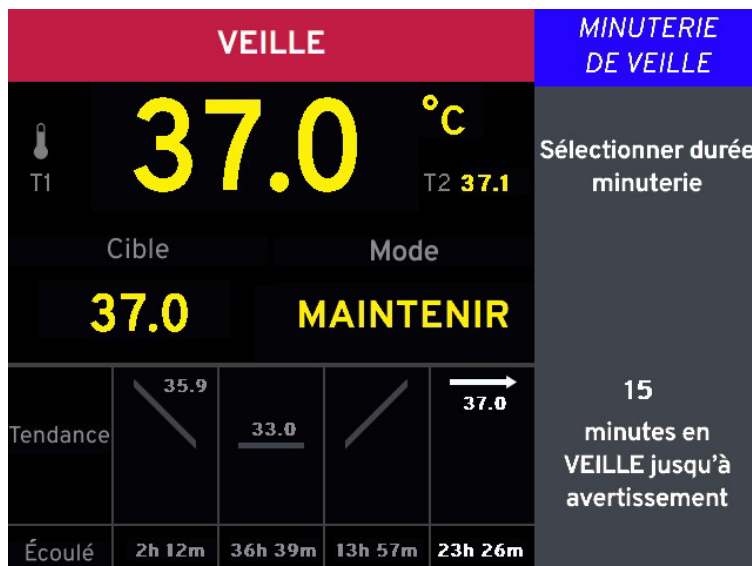 VEILLE
37.0 °C
T1
T2 37.1
Cible Mode
37.0 MAINTENIR
Tendance 35.9 33.0 37.0
Écoulé 2h 12m 36h 39m 13h 57m 23h 26m
MINUTERIE
DE VEILLE
Sélectionner durée
minuterie
15
minutes en
VEILLE jusqu'à
avertissement